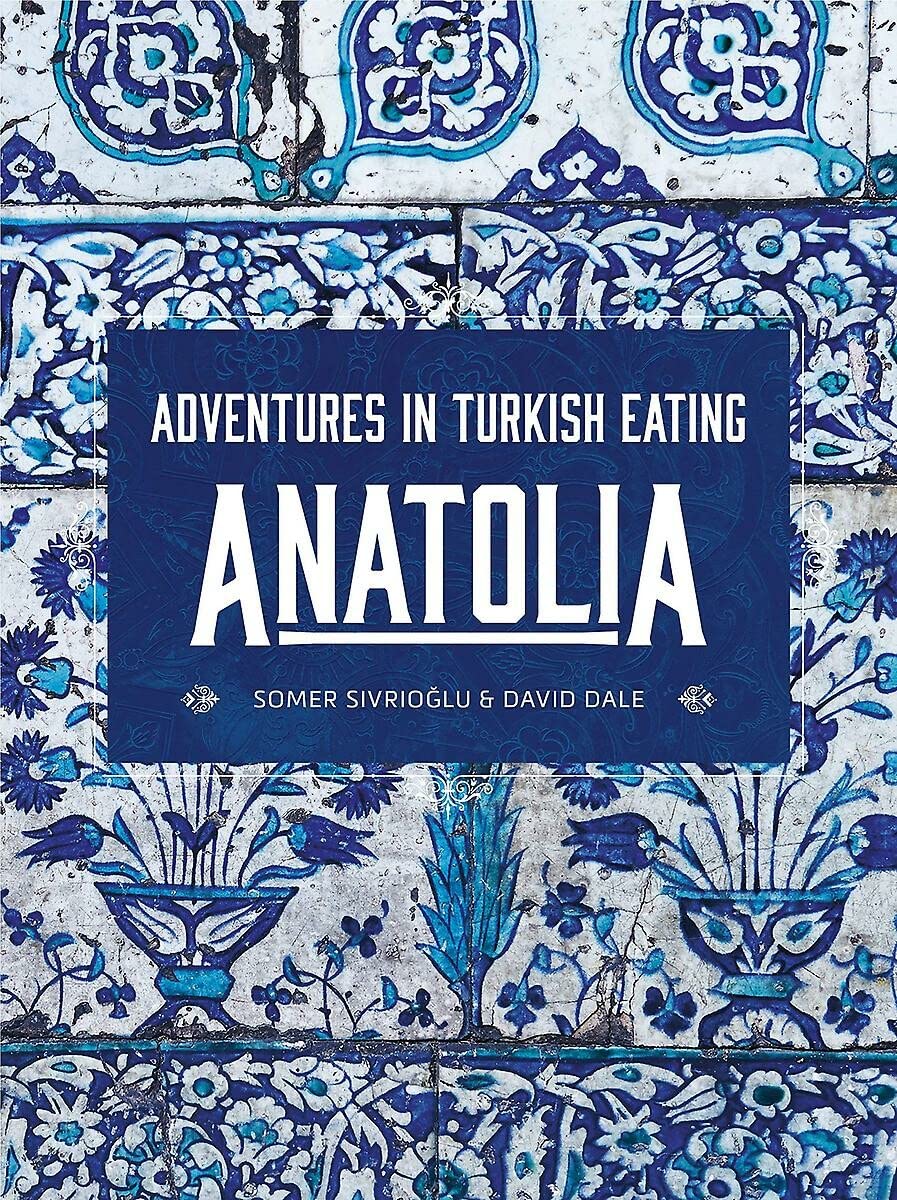 ADVENTURES IN TURKISH EATING
ANATOLIA
SOMER SIVRIOĞLU & DAVID DALE